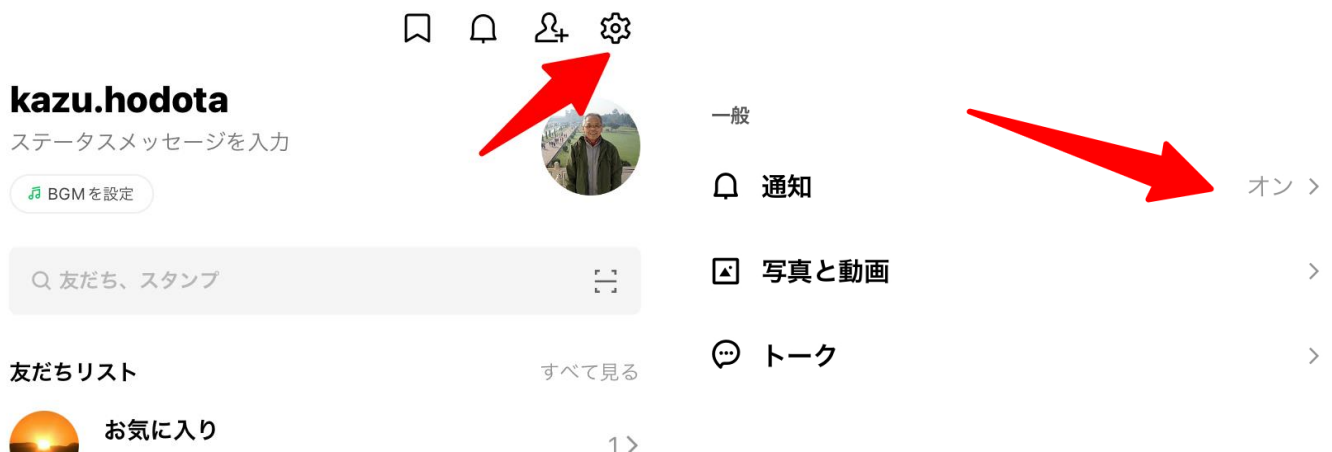 kazu.hodota
ステータスメッセージを入力
BGMを設定
友だち、スタンプ
友だちリスト
すべて見る
お気に入り
1
一般
通知
オン
写真と動画
トーク